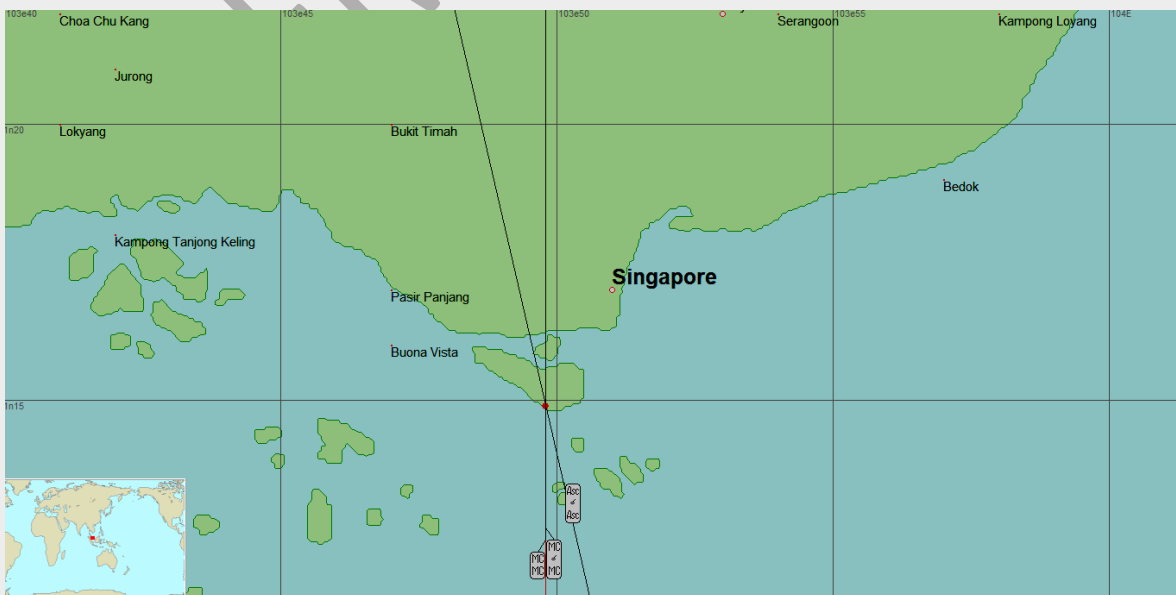 103e40
103e45
103e50
103e55
104E
Choa Chu Kang
Serangoon
Kampong Loyang
Jurong
1n20
Lokyang
Bukit Timah
Bedok
Kampong Tanjong Keling
Singapore
Pasir Panjang
Buona Vista
1n15
Asc
Asc
MC
MC
MC
MC